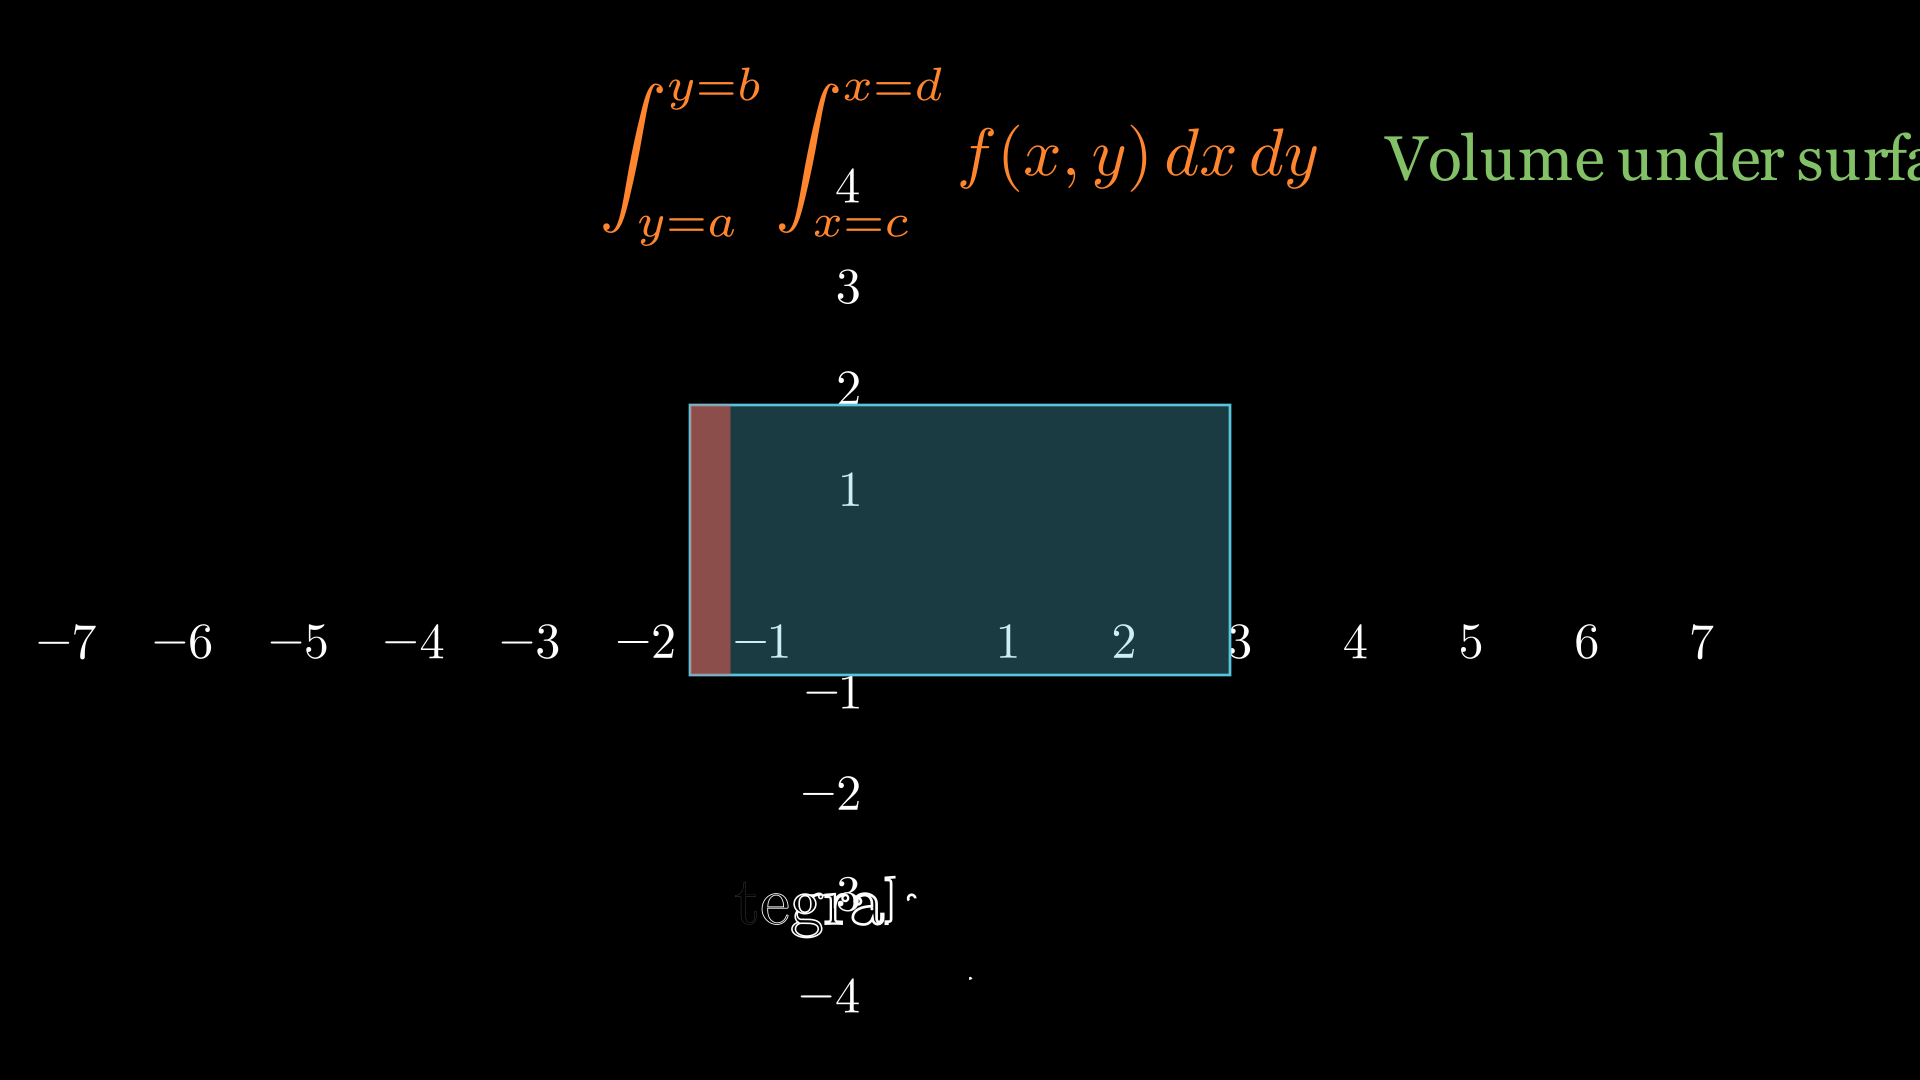 ∫_{y=a}^{y=b} ∫_{x=c}^{x=d} f(x, y) dx dy Volume under surfa
4
3
2
1
−7 −6 −5 −4 −3 −2 −1 1 2 3 4 5 6 7
−1
−2
tegral
−4